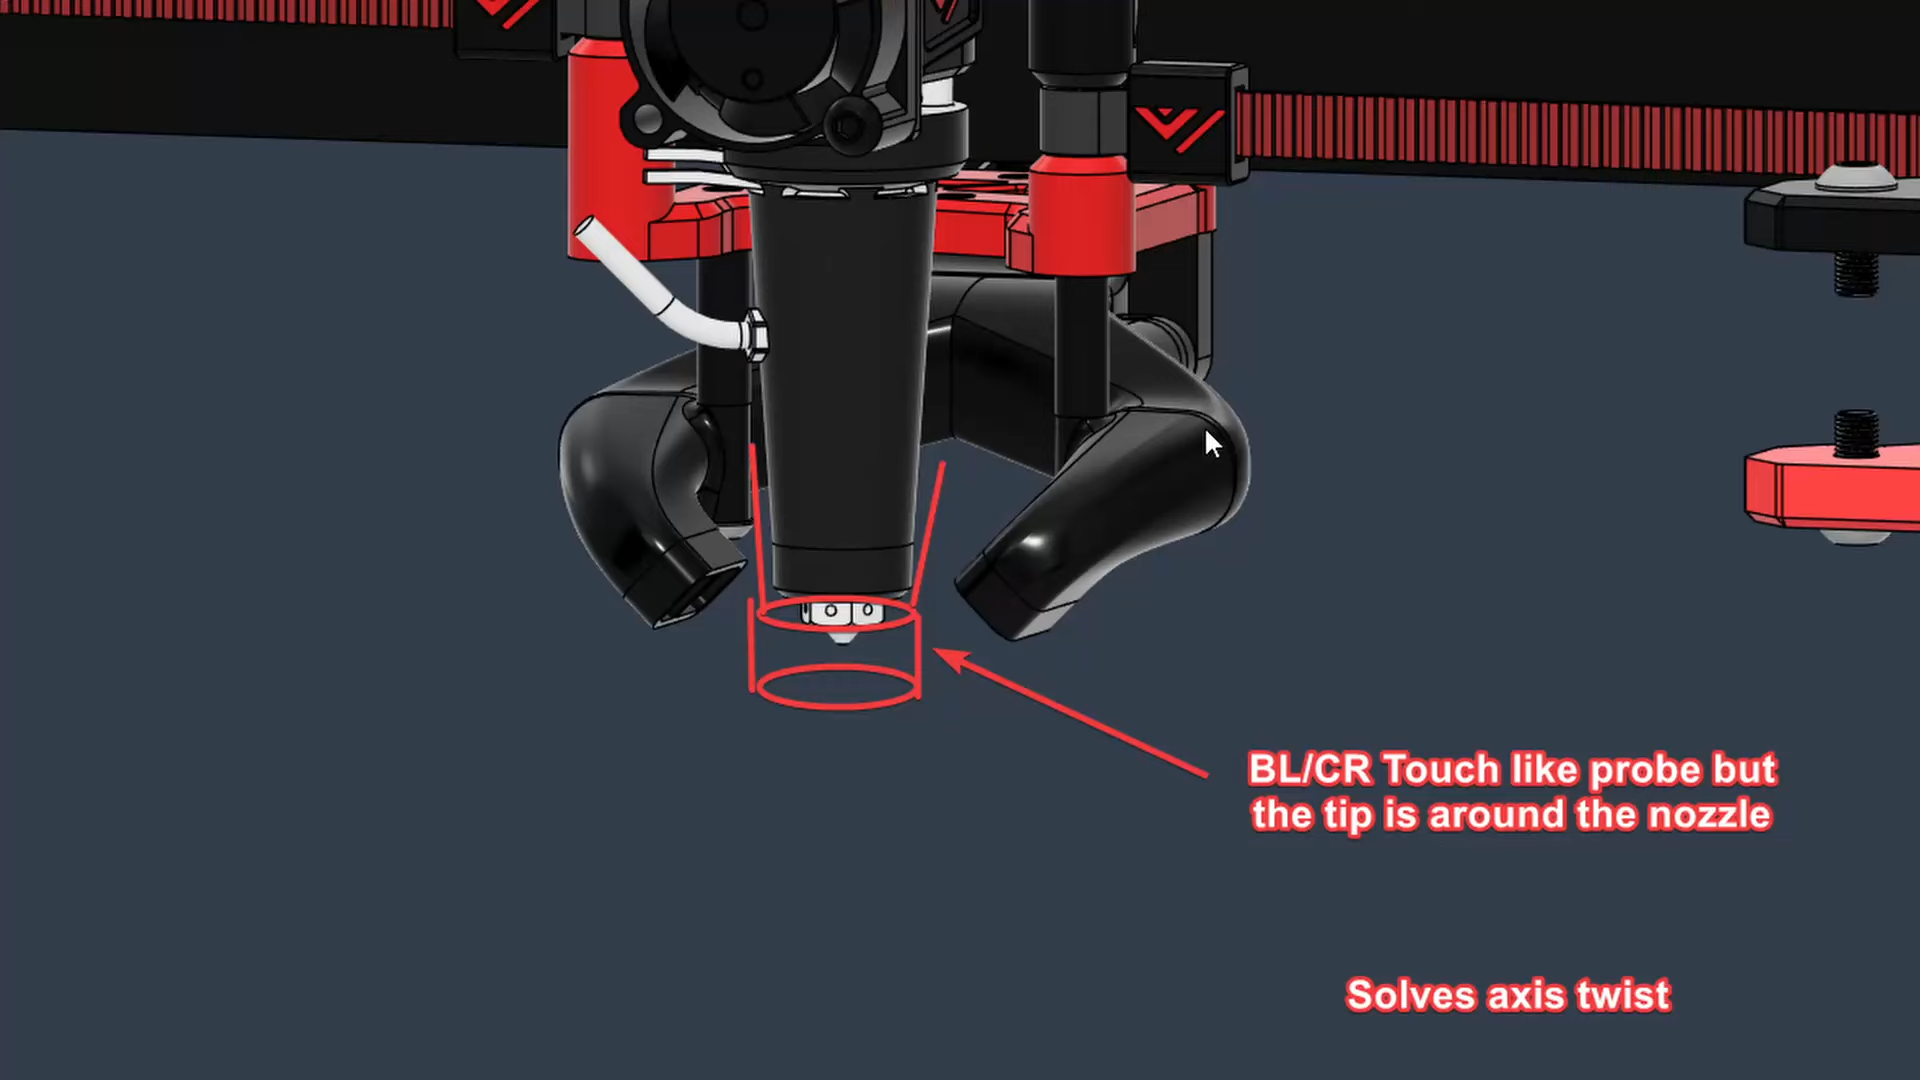 BL/CR Touch like probe but
the tip is around the nozzle
Solves axis twist